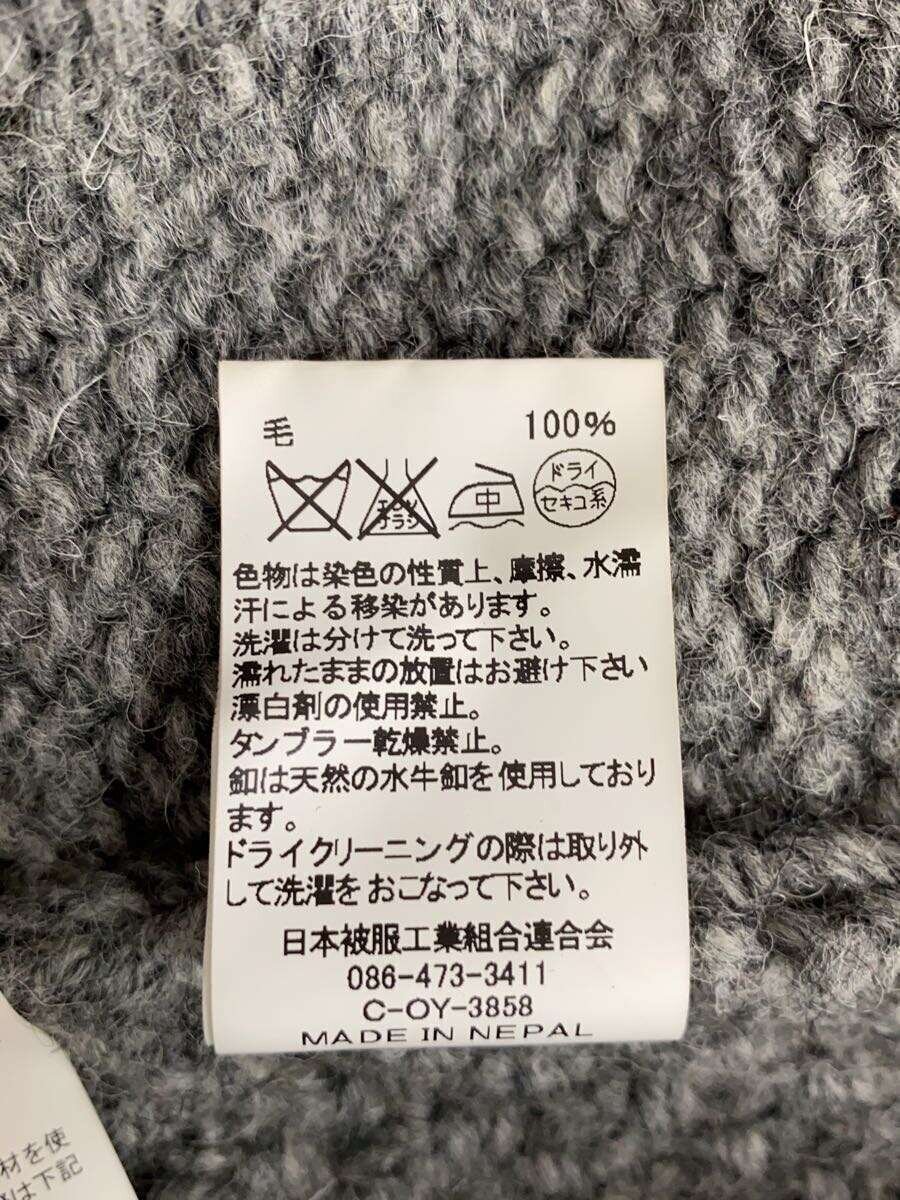 毛 100%
エンソ
ナラシ
中
ドライ
セキユ系
色物は染色の性質上、摩擦、水濡
汗による移染があります。
洗濯は分けて洗って下さい。
濡れたままの放置はお避け下さい
漂白剤の使用禁止。
タンブラー乾燥禁止。
釦は天然の水牛釦を使用しており
ます。
ドライクリーニングの際は取り外
して洗濯をおこなって下さい。
日本被服工業組合連合会
086-473-3411
C-OY-3858
MADE IN NEPAL
材を使
は下記